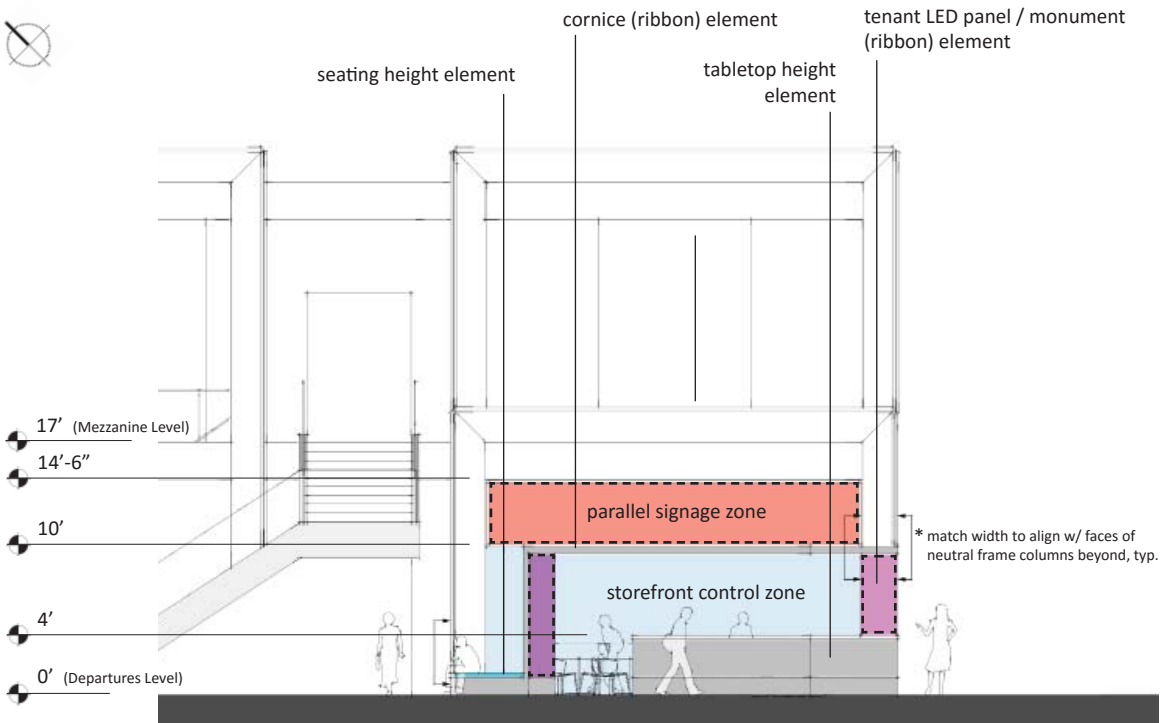 cornice (ribbon) element
tenant LED panel / monument
(ribbon) element
seating height element
tabletop height
element
17’ (Mezzanine Level)
14’-6”
parallel signage zone
10’
* match width to align w/ faces of
neutral frame columns beyond, typ.
storefront control zone
4’
0’ (Departures Level)